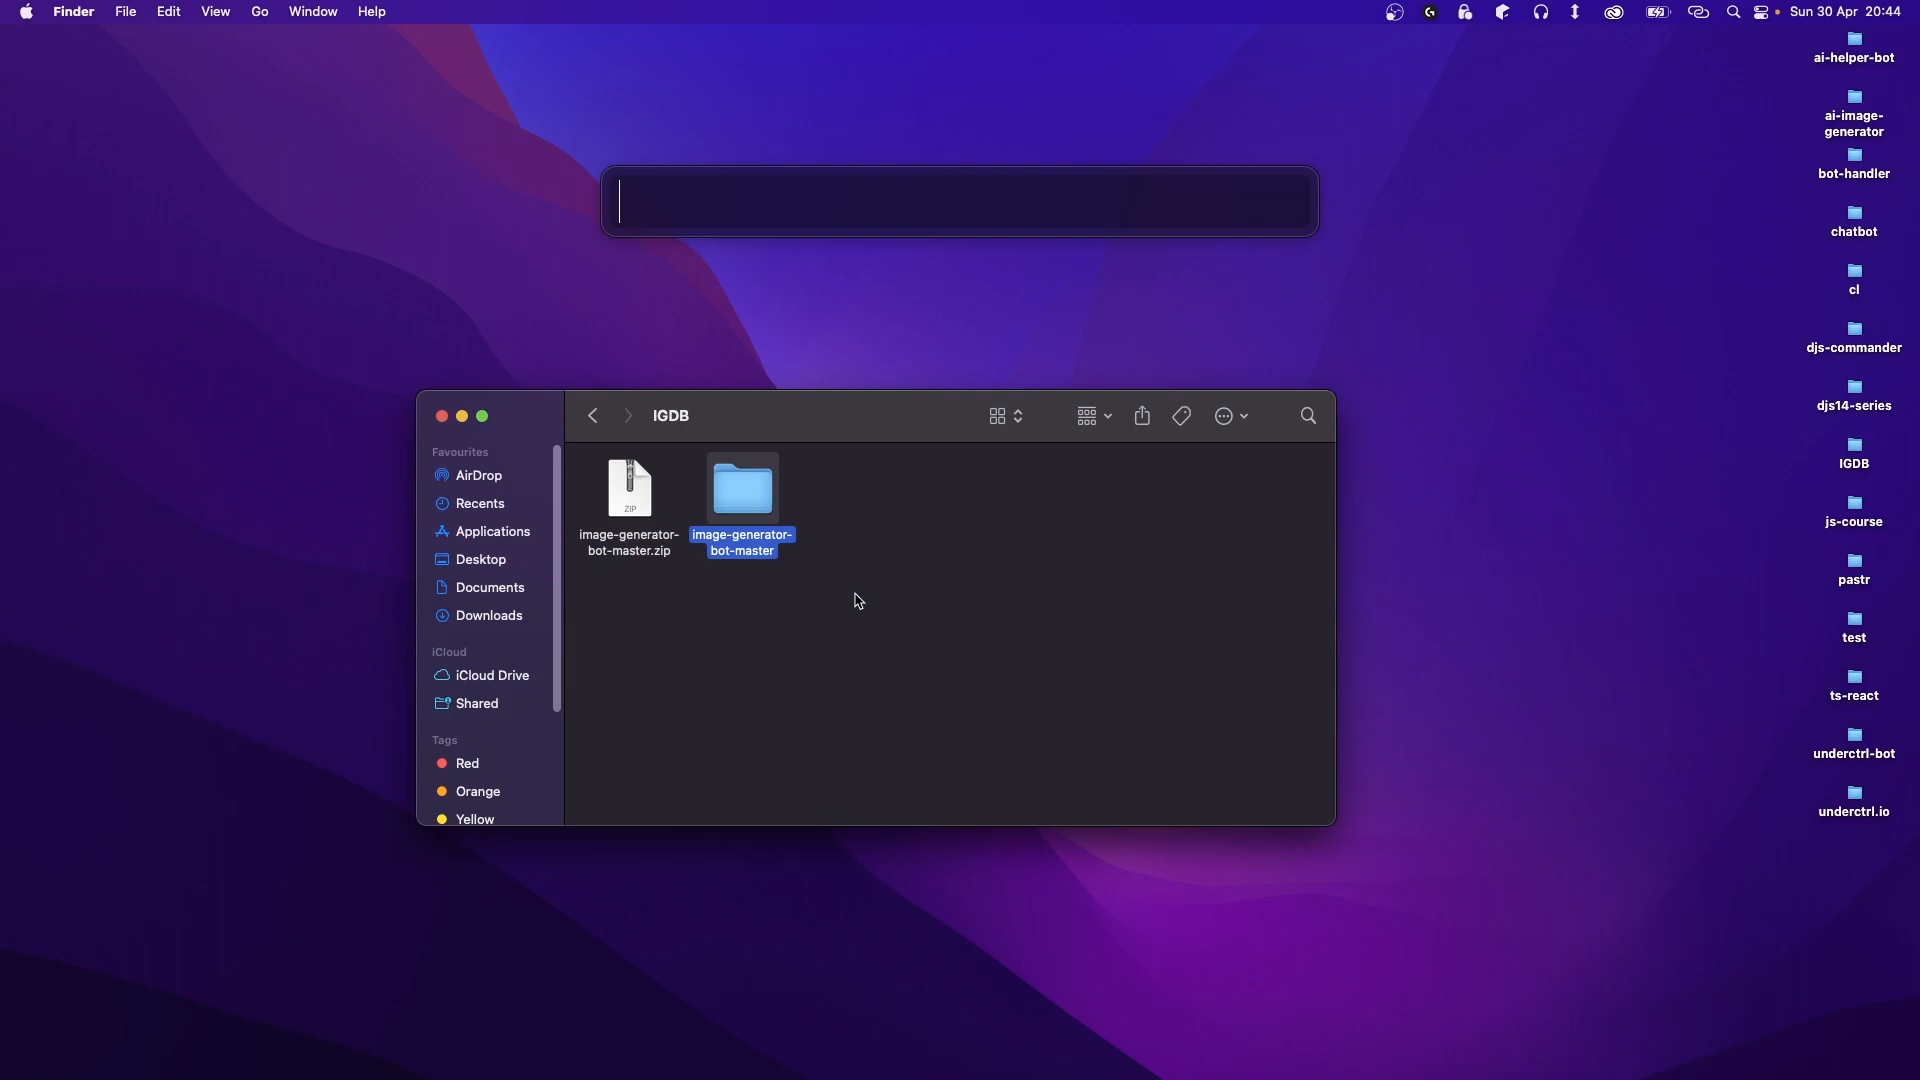 Finder File Edit View Go Window Help
Sun 30 Apr 20:44
ai-helper-bot
ai-image-
generator
bot-handler
chatbot
cl
djs-commander
djs14-series
IGDB
js-course
pastr
test
ts-react
underctrl-bot
underctrl.io
IGDB
Favourites
AirDrop
Recents
Applications
Desktop
Documents
Downloads
iCloud
iCloud Drive
Shared
Tags
Red
Orange
Yellow
ZIP
image-generator-
bot-master.zip
image-generator-
bot-master